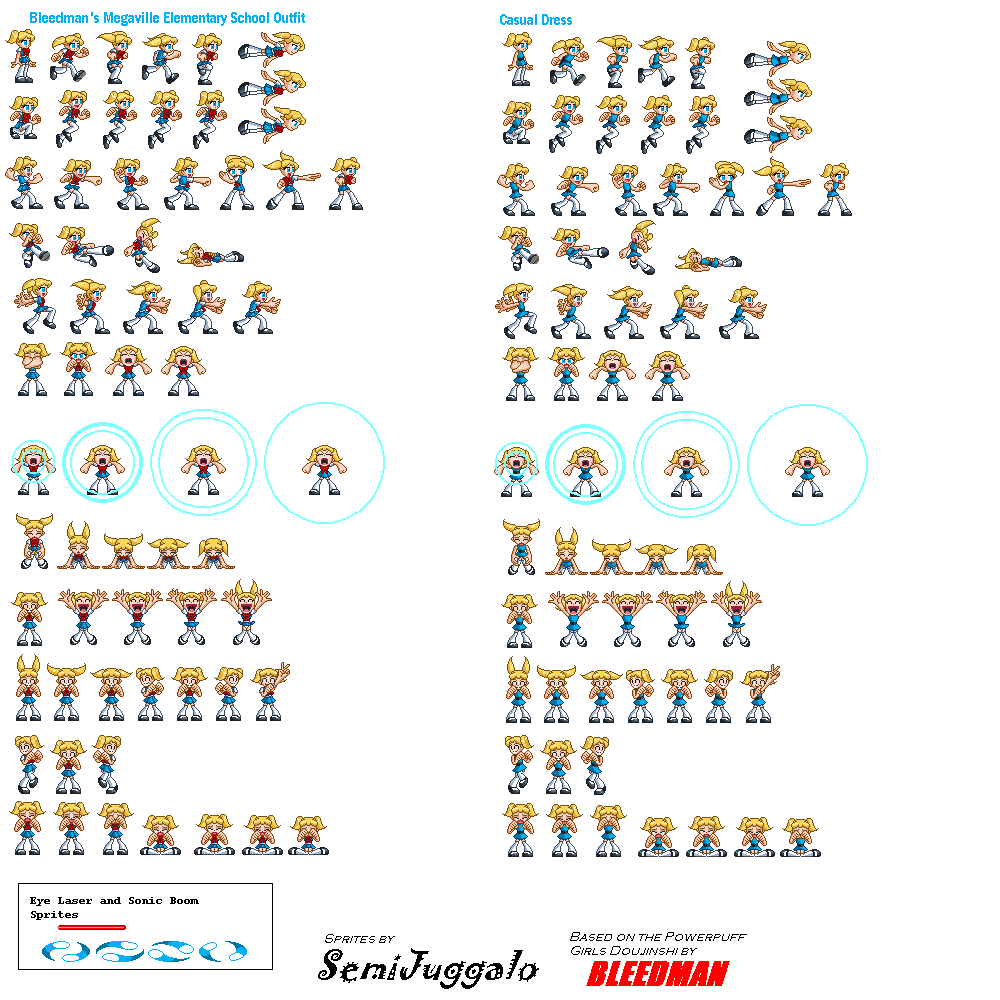 Bleedman's Megaville Elementary School Outfit
Casual Dress
Eye Laser and Sonic Boom
Sprites
Sprites by
SemiJuggalo
Based on the Powerpuff
Girls Doujinshi by
BLEEDMAN